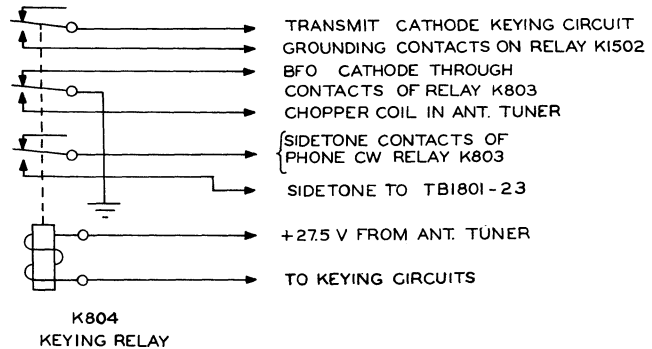 TRANSMIT CATHODE KEYING CIRCUIT
GROUNDING CONTACTS ON RELAY K1502
BFO CATHODE THROUGH
CONTACTS OF RELAY K803
CHOPPER COIL IN ANT. TUNER
SIDETONE CONTACTS OF
PHONE CW RELAY K803
SIDETONE TO TB1801-23
+27.5 V FROM ANT. TUNER
TO KEYING CIRCUITS
K804
KEYING RELAY